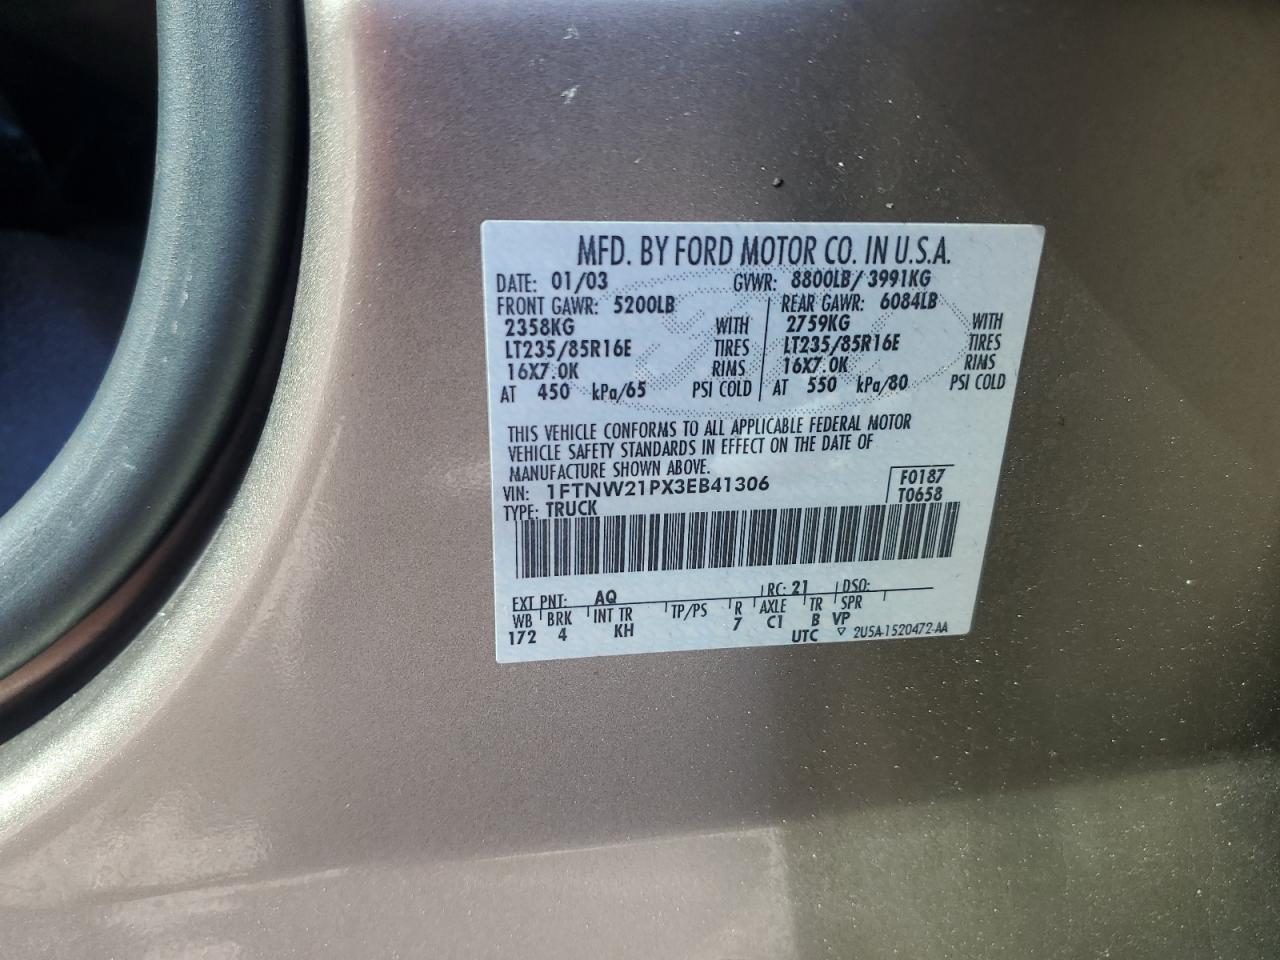 MFD. BY FORD MOTOR CO. IN U.S.A.
DATE: 01/03 GVWR: 8800LB/ 3991KG
FRONT GAWR: 5200LB REAR GAWR: 6084LB
2358KG WITH 2759KG WITH
LT235/85R16E TIRES LT235/85R16E TIRES
16X7.0K RIMS 16X7.0K RIMS
AT 450 kPa/65 PSI COLD AT 550 kPa/80 PSI COLD
THIS VEHICLE CONFORMS TO ALL APPLICABLE FEDERAL MOTOR
VEHICLE SAFETY STANDARDS IN EFFECT ON THE DATE OF
MANUFACTURE SHOWN ABOVE.
VIN: 1FTNW21PX3EB41306 F0187
TYPE: TRUCK T0658
EXT PNT: AQ RC: 21 DSO:
WB BRK INT TR TP/PS R AXLE TR SPR
172 4 KH 7 C1 B VP
UTC ▽ 2U5A-1520472-AA